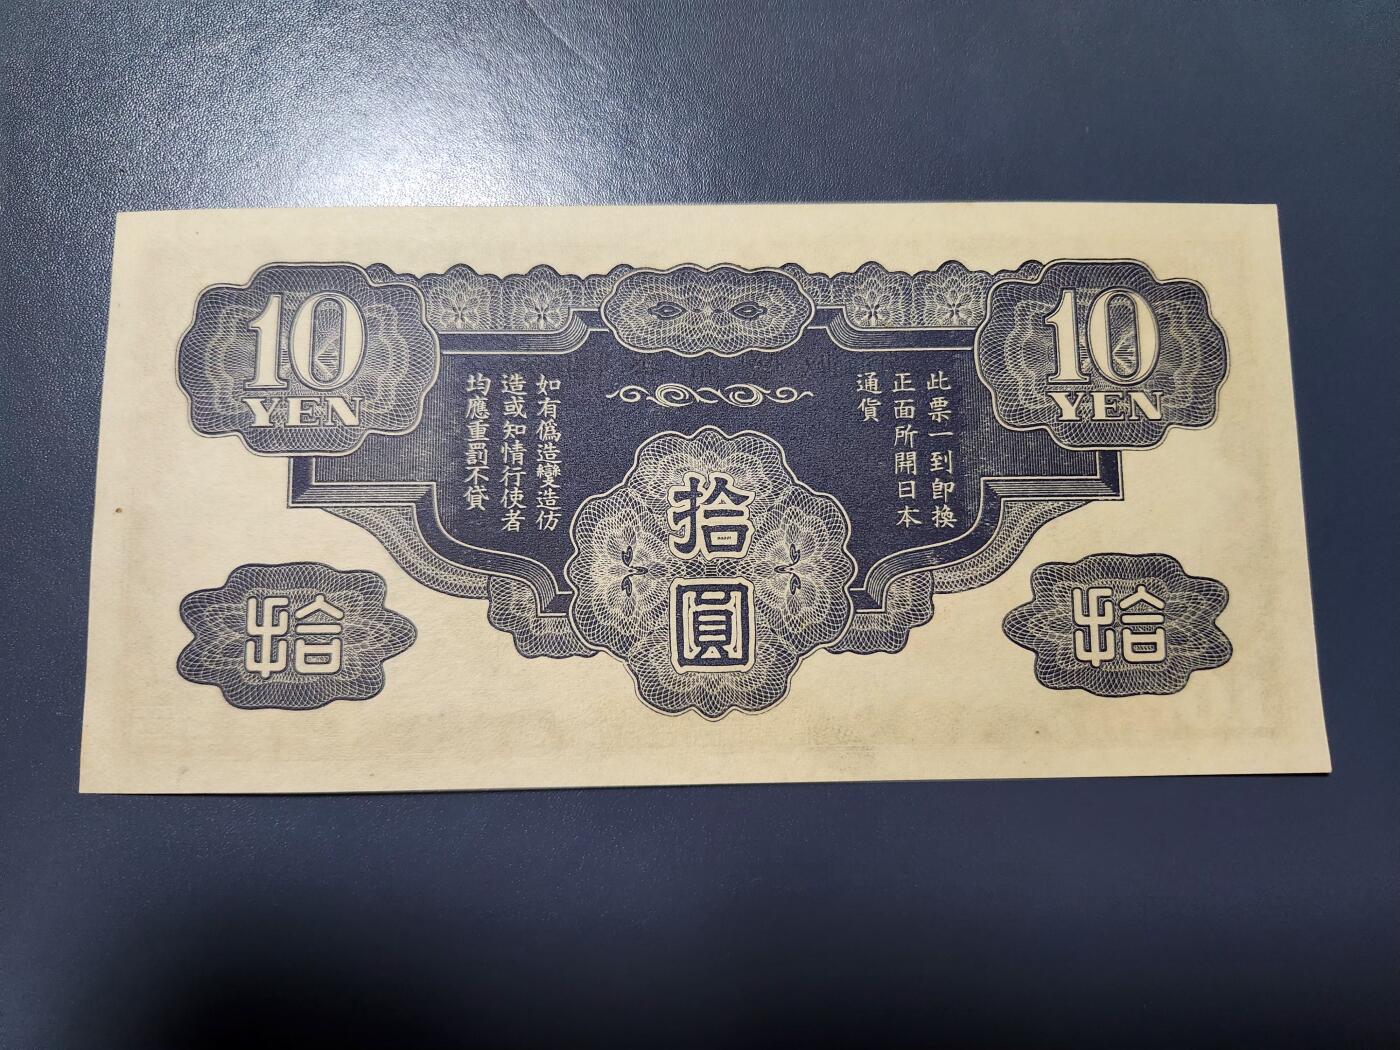 10
YEN
10
YEN
此票一到即換
正面所開日本
通貨
如有僞造變造仿
造或知情行使者
均應重罰不貸
拾
圓
拾
拾